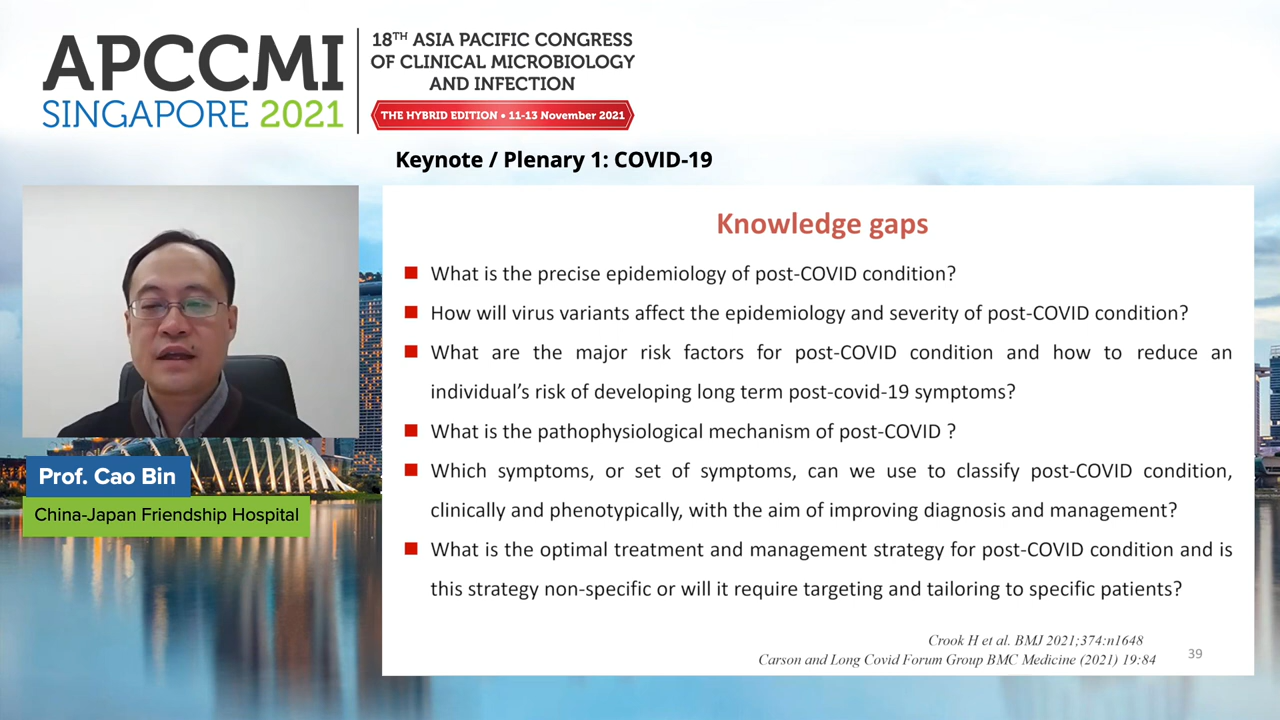 APCCMI
SINGAPORE 2021
18TH ASIA PACIFIC CONGRESS
OF CLINICAL MICROBIOLOGY
AND INFECTION
THE HYBRID EDITION • 11-13 November 2021
Keynote / Plenary 1: COVID-19
Prof. Cao Bin
China-Japan Friendship Hospital
Knowledge gaps
What is the precise epidemiology of post-COVID condition?
How will virus variants affect the epidemiology and severity of post-COVID condition?
What are the major risk factors for post-COVID condition and how to reduce an
individual's risk of developing long term post-covid-19 symptoms?
What is the pathophysiological mechanism of post-COVID ?
Which symptoms, or set of symptoms, can we use to classify post-COVID condition,
clinically and phenotypically, with the aim of improving diagnosis and management?
What is the optimal treatment and management strategy for post-COVID condition and is
this strategy non-specific or will it require targeting and tailoring to specific patients?
Crook H et al. BMJ 2021;374:n1648
Carson and Long Covid Forum Group BMC Medicine (2021) 19:84
39